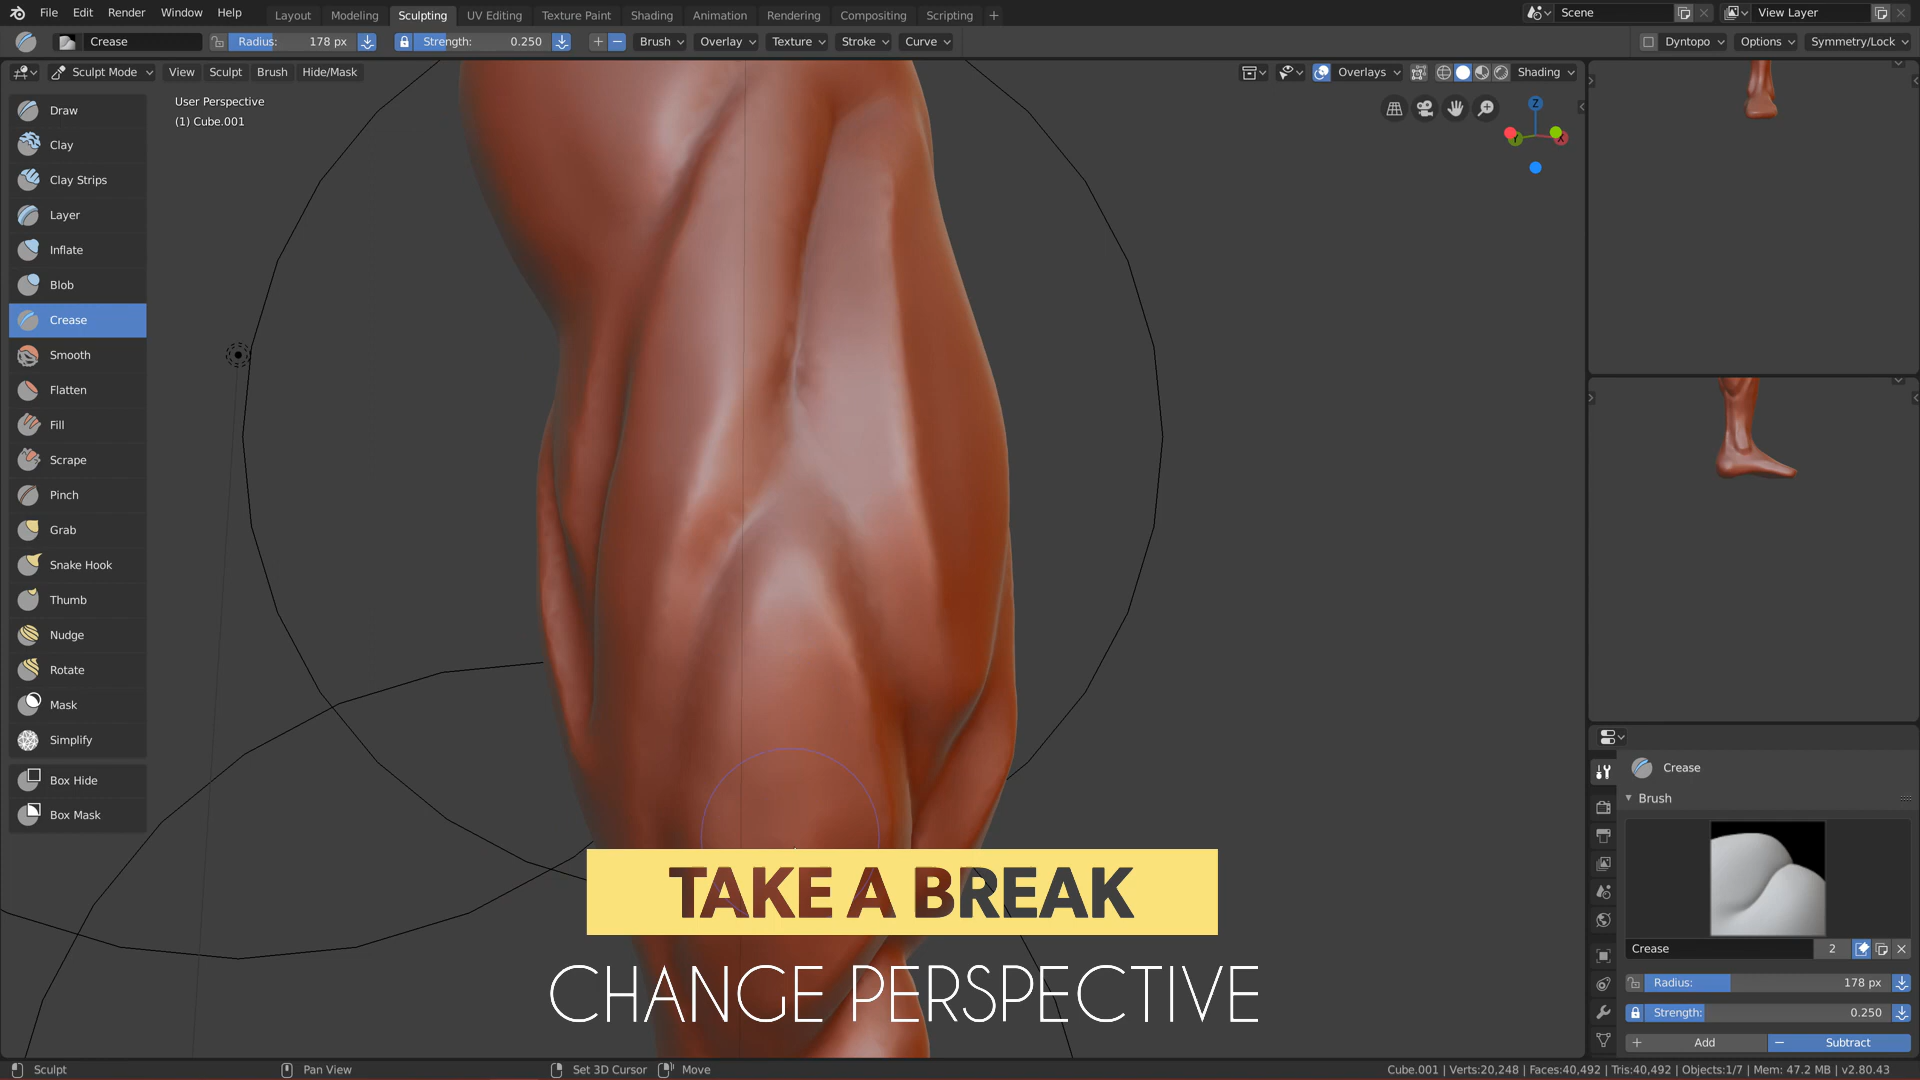 File Edit Render Window Help Layout Modeling Sculpting UV Editing Texture Paint Shading Animation Rendering Compositing Scripting + Scene View Layer
Crease Radius: 178 px Strength: 0.250 + − Brush Overlay Texture Stroke Curve Dyntopo Options Symmetry/Lock
Sculpt Mode View Sculpt Brush Hide/Mask Overlays Shading
User Perspective
(1) Cube.001
Z
Y
X
Draw
Clay
Clay Strips
Layer
Inflate
Blob
Crease
Smooth
Flatten
Fill
Scrape
Pinch
Grab
Snake Hook
Thumb
Nudge
Rotate
Mask
Simplify
Box Hide
Box Mask
TAKE A BREAK
CHANGE PERSPECTIVE
Crease
Brush
Crease 2
Radius: 178 px
Strength: 0.250
+ Add − Subtract
Sculpt Pan View Set 3D Cursor Move Cube.001 | Verts:20,248 | Faces:40,492 | Tris:40,492 | Objects:1/7 | Mem: 47.2 MB | v2.80.43